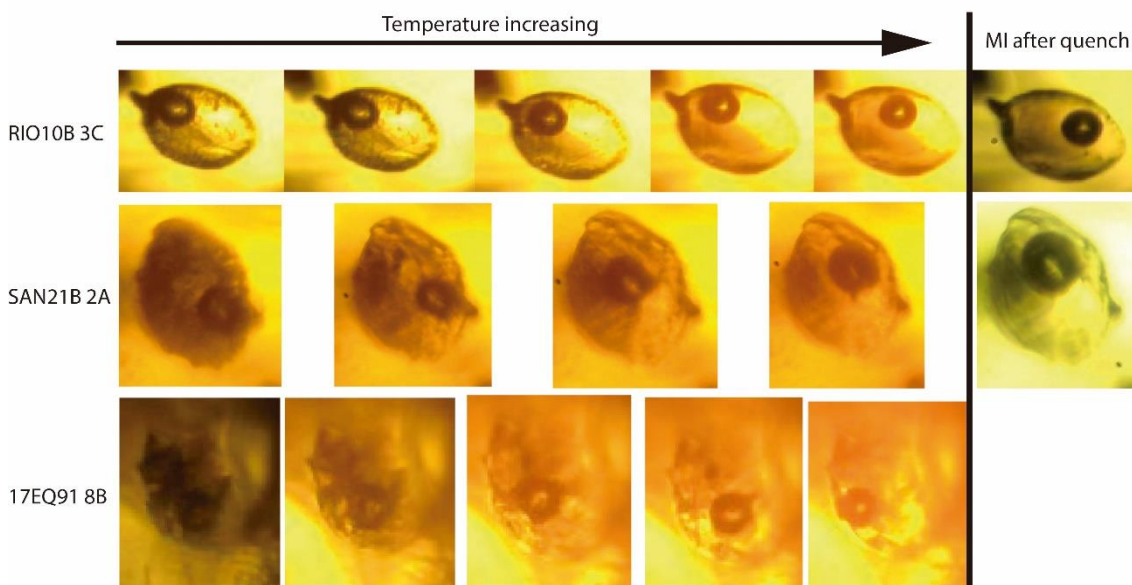 Temperature increasing
MI after quench
RIO10B 3C
SAN21B 2A
17EQ91 8B